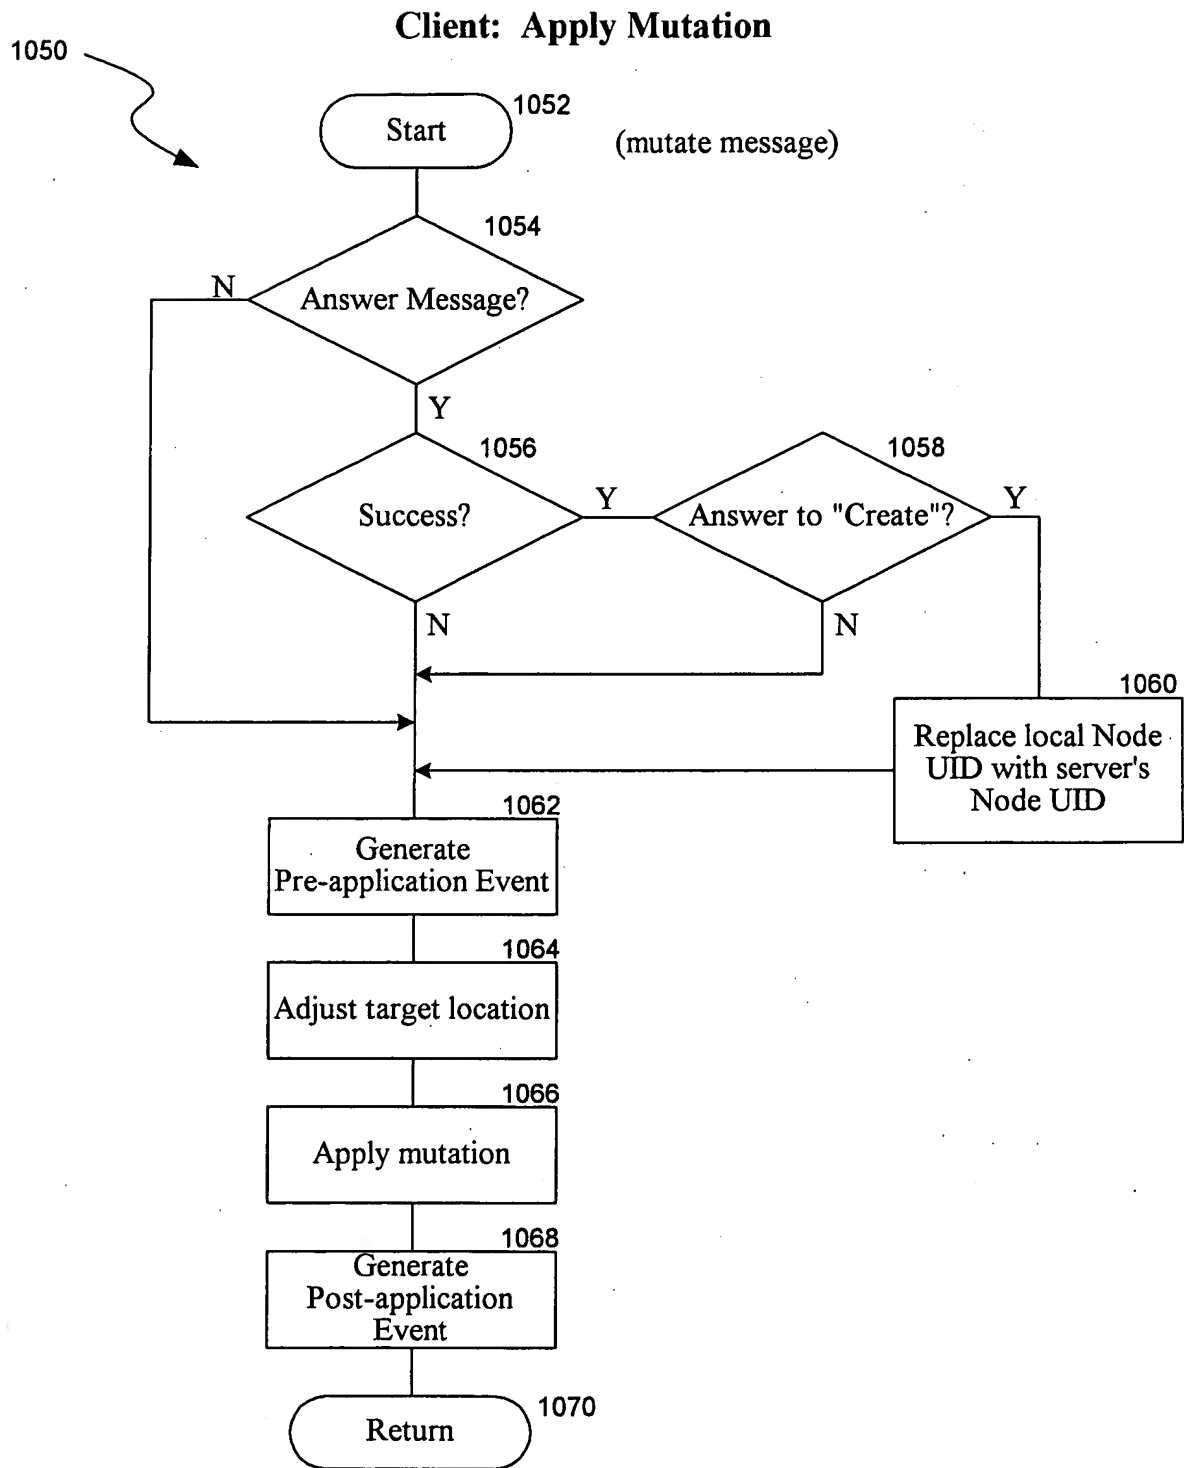 Client: Apply Mutation
1050
1052
Start
(mutate message)
1054
N
Answer Message?
Y
1056
1058
Success?
Y
Answer to "Create"?
Y
N
N
1060
Replace local Node
UID with server's
Node UID
1062
Generate
Pre-application Event
1064
Adjust target location
1066
Apply mutation
1068
Generate
Post-application
Event
1070
Return